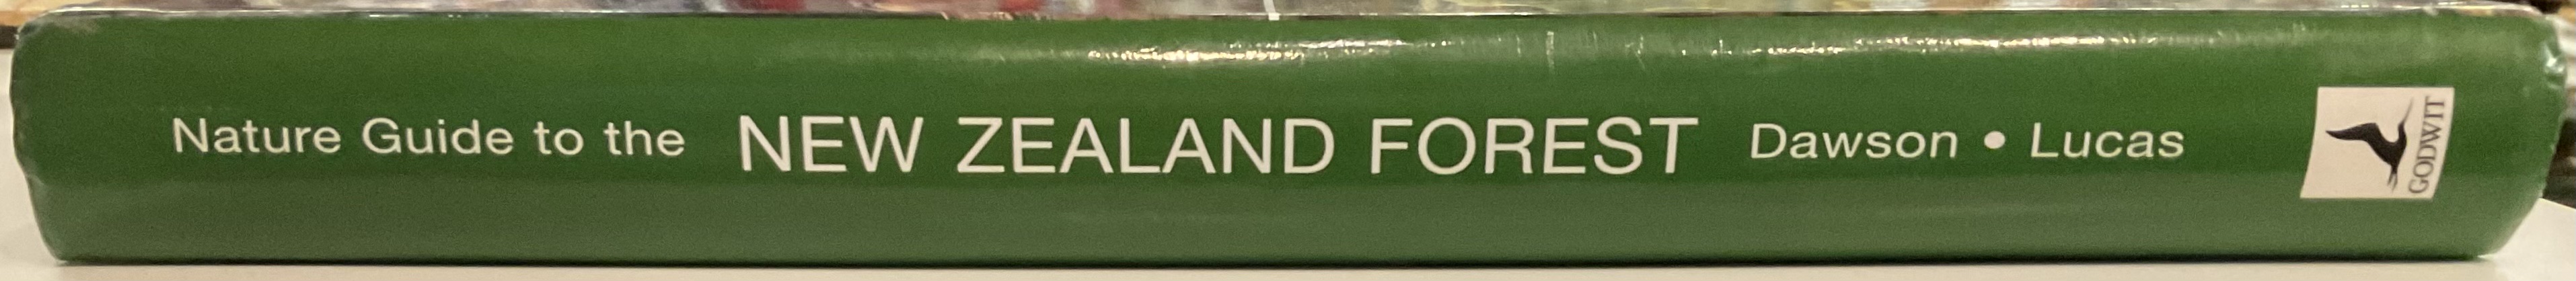 Nature Guide to the NEW ZEALAND FOREST Dawson • Lucas
GODWIT